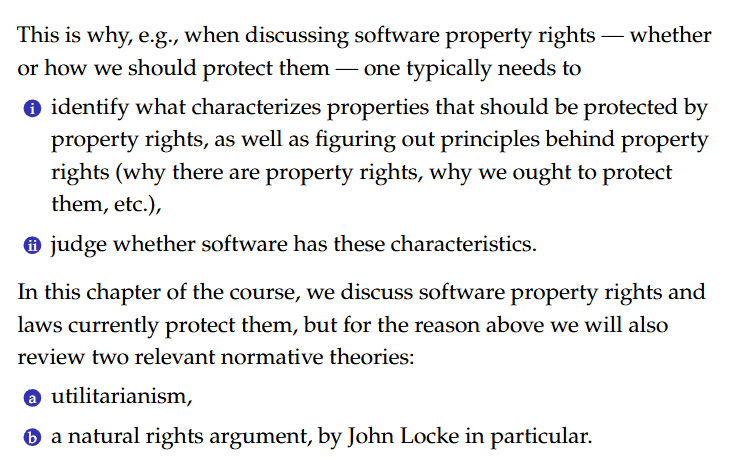 This is why, e.g., when discussing software property rights — whether
or how we should protect them — one typically needs to
i identify what characterizes properties that should be protected by
property rights, as well as figuring out principles behind property
rights (why there are property rights, why we ought to protect
them, etc.),
ii judge whether software has these characteristics.
In this chapter of the course, we discuss software property rights and
laws currently protect them, but for the reason above we will also
review two relevant normative theories:
a utilitarianism,
b a natural rights argument, by John Locke in particular.